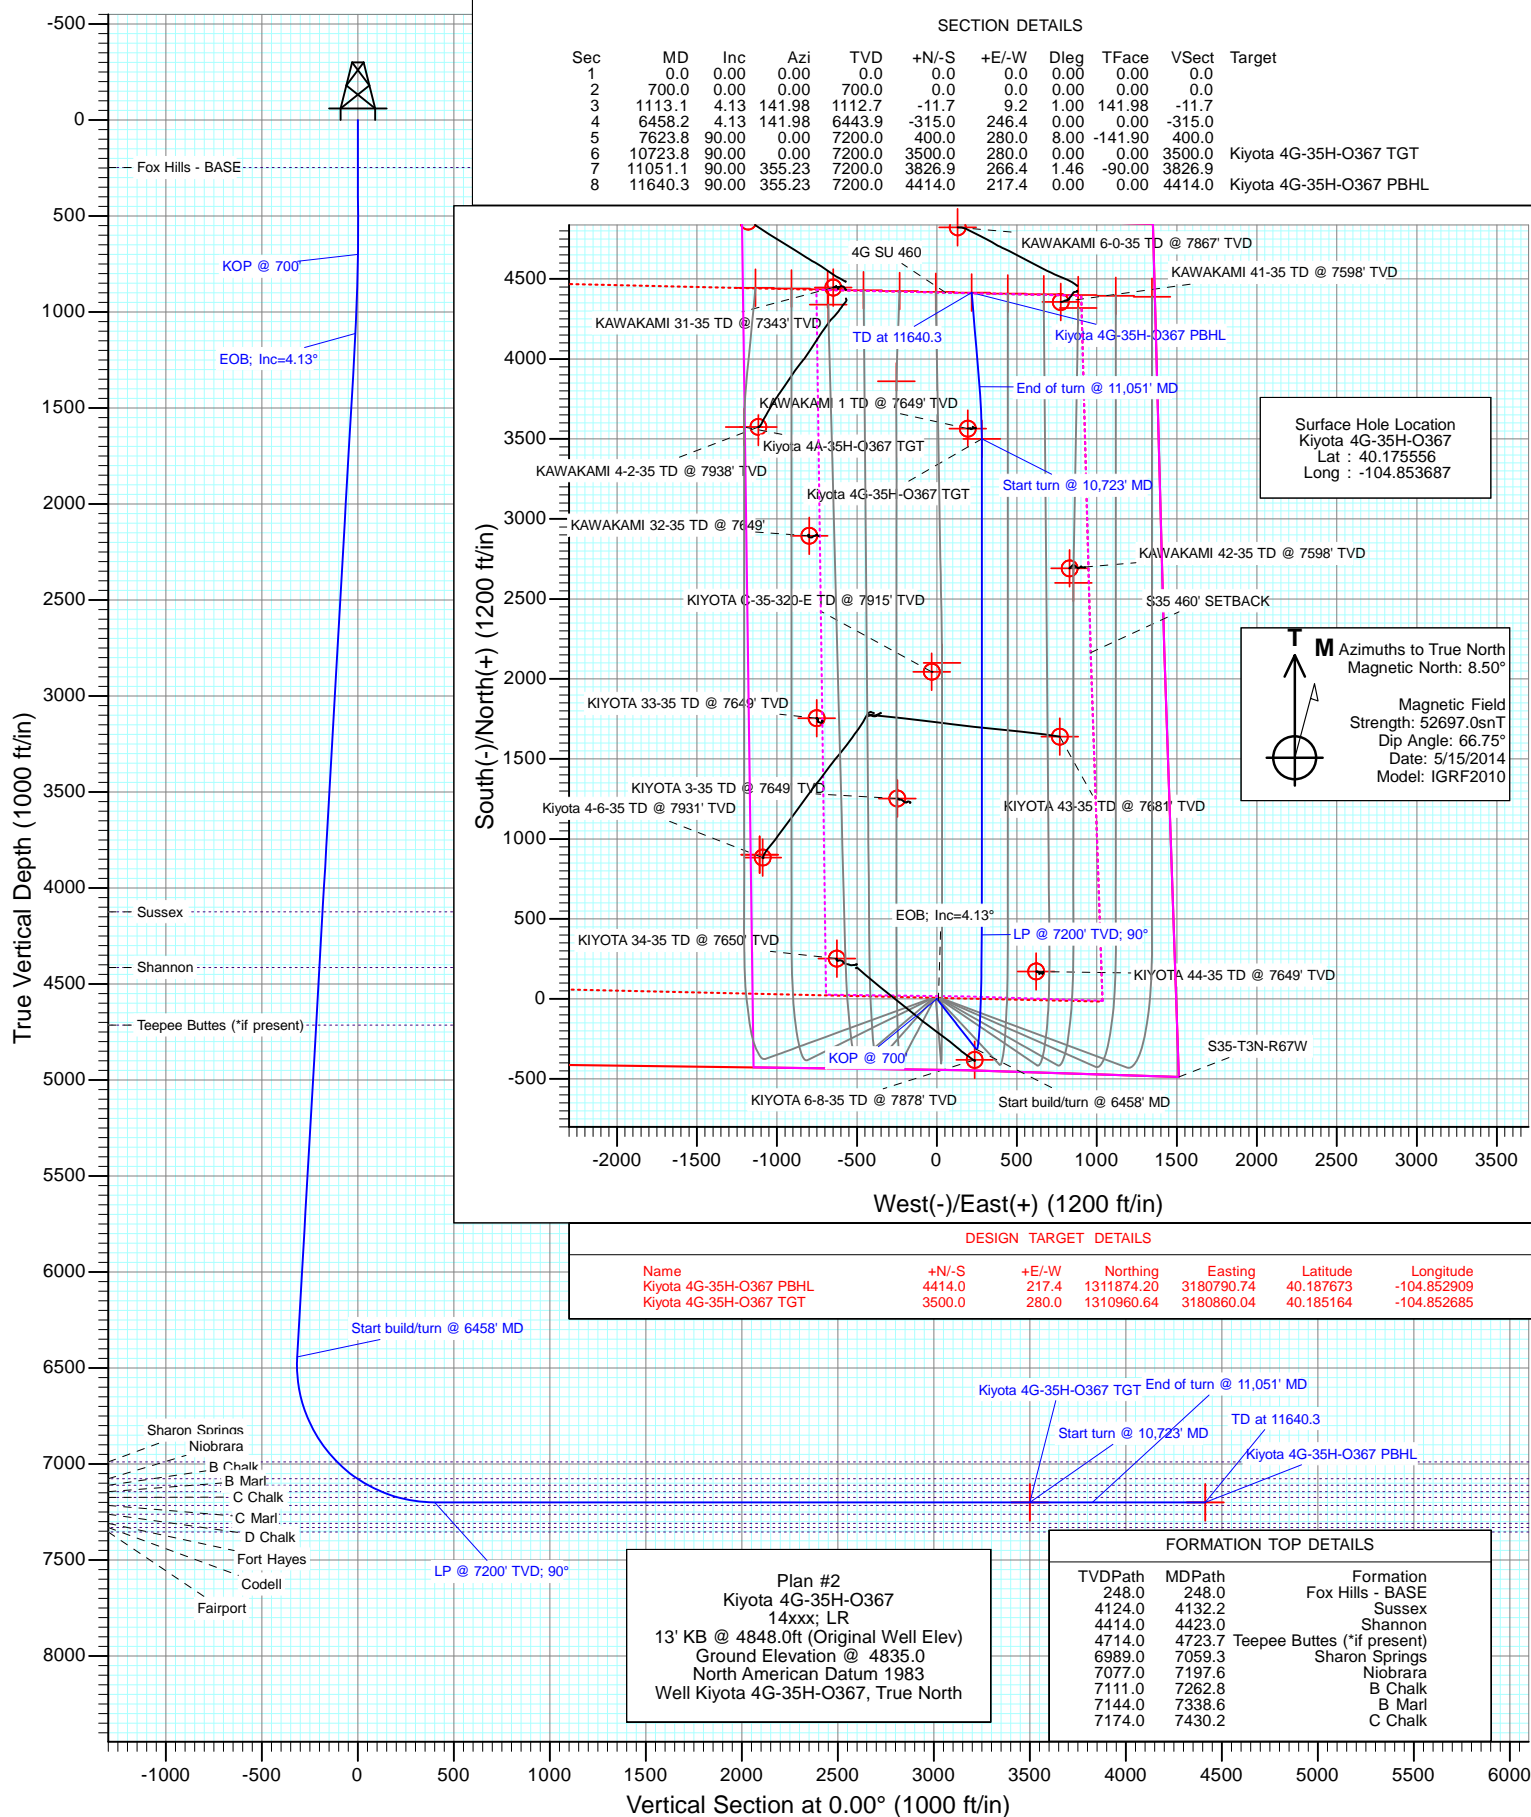 SECTION DETAILS
Sec MD Inc Azi TVD +N/-S +E/-W Dleg TFace VSect Target
1 0.0 0.00 0.00 0.0 0.0 0.0 0.00 0.00 0.0
2 700.0 0.00 0.00 700.0 0.0 0.0 0.00 0.00 0.0
3 1113.1 4.13 141.98 1112.7 -11.7 9.2 1.00 141.98 -11.7
4 6458.2 4.13 141.98 6443.9 -315.0 246.4 0.00 0.00 -315.0
5 7623.8 90.00 0.00 7200.0 400.0 280.0 8.00 -141.90 400.0
6 10723.8 90.00 0.00 7200.0 3500.0 280.0 0.00 0.00 3500.0 Kiyota 4G-35H-O367 TGT
7 11051.1 90.00 355.23 7200.0 3826.9 266.4 1.46 -90.00 3826.9
8 11640.3 90.00 355.23 7200.0 4414.0 217.4 0.00 0.00 4414.0 Kiyota 4G-35H-O367 PBHL
True Vertical Depth (1000 ft/in)
-500
0
500
1000
1500
2000
2500
3000
3500
4000
4500
5000
5500
6000
6500
7000
7500
8000
Fox Hills - BASE
KOP @ 700'
EOB; Inc=4.13°
Sussex
Shannon
Teepee Buttes (*if present)
Start build/turn @ 6458' MD
Sharon Springs
Niobrara
B Chalk
B Marl
C Chalk
C Marl
D Chalk
Fort Hayes
Codell
Fairport
LP @ 7200' TVD; 90°
Kiyota 4G-35H-O367 TGT
End of turn @ 11,051' MD
Start turn @ 10,723' MD
TD at 11640.3
Kiyota 4G-35H-O367 PBHL
-1000 -500 0 500 1000 1500 2000 2500 3000 3500 4000 4500 5000 5500 6000
Vertical Section at 0.00° (1000 ft/in)
South(-)/North(+) (1200 ft/in)
4500
4000
3500
3000
2500
2000
1500
1000
500
0
-500
4G SU 460
KAWAKAMI 6-0-35 TD @ 7867' TVD
KAWAKAMI 41-35 TD @ 7598' TVD
KAWAKAMI 31-35 TD @ 7343' TVD
TD at 11640.3
Kiyota 4G-35H-O367 PBHL
End of turn @ 11,051' MD
KAWAKAMI 1 TD @ 7649' TVD
Kiyota 4A-35H-O367 TGT
KAWAKAMI 4-2-35 TD @ 7938' TVD
Kiyota 4G-35H-O367 TGT
Start turn @ 10,723' MD
KAWAKAMI 32-35 TD @ 7649'
KAWAKAMI 42-35 TD @ 7598' TVD
KIYOTA C-35-320-E TD @ 7915' TVD
S35 460' SETBACK
KIYOTA 33-35 TD @ 7649' TVD
KIYOTA 3-35 TD @ 7649' TVD
Kiyota 4-6-35 TD @ 7931' TVD
KIYOTA 43-35 TD @ 7681' TVD
EOB; Inc=4.13°
LP @ 7200' TVD; 90°
KIYOTA 34-35 TD @ 7650' TVD
KIYOTA 44-35 TD @ 7649' TVD
KOP @ 700'
S35-T3N-R67W
KIYOTA 6-8-35 TD @ 7878' TVD
Start build/turn @ 6458' MD
-2000 -1500 -1000 -500 0 500 1000 1500 2000 2500 3000 3500
West(-)/East(+) (1200 ft/in)
Surface Hole Location
Kiyota 4G-35H-O367
Lat : 40.175556
Long : -104.853687
T M Azimuths to True North
Magnetic North: 8.50°
Magnetic Field
Strength: 52697.0snT
Dip Angle: 66.75°
Date: 5/15/2014
Model: IGRF2010
DESIGN TARGET DETAILS
Name +N/-S +E/-W Northing Easting Latitude Longitude
Kiyota 4G-35H-O367 PBHL 4414.0 217.4 1311874.20 3180790.74 40.187673 -104.852909
Kiyota 4G-35H-O367 TGT 3500.0 280.0 1310960.64 3180860.04 40.185164 -104.852685
Plan #2
Kiyota 4G-35H-O367
14xxx; LR
13' KB @ 4848.0ft (Original Well Elev)
Ground Elevation @ 4835.0
North American Datum 1983
Well Kiyota 4G-35H-O367, True North
FORMATION TOP DETAILS
TVDPath MDPath Formation
248.0 248.0 Fox Hills - BASE
4124.0 4132.2 Sussex
4414.0 4423.0 Shannon
4714.0 4723.7 Teepee Buttes (*if present)
6989.0 7059.3 Sharon Springs
7077.0 7197.6 Niobrara
7111.0 7262.8 B Chalk
7144.0 7338.6 B Marl
7174.0 7430.2 C Chalk